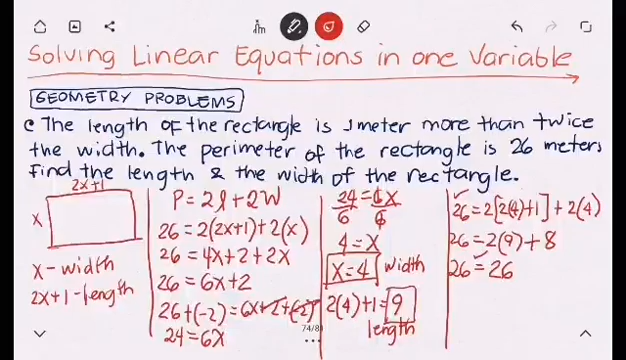 Solving Linear Equations in one Variable
GEOMETRY PROBLEMS
c The length of the rectangle is 1 meter more than twice
the width. The perimeter of the rectangle is 26 meters
Find the length & the width of the rectangle.
2x+1
x
x - width
2x+1 - length
P = 2l + 2w
26 = 2(2x+1) + 2(x)
26 = 4x + 2 + 2x
26 = 6x + 2
26 + (-2) = 6x + 2 + (-2)
24 = 6x
24/6 = 6x/6
4 = x
x = 4 width
2(4)+1 = 9
length
26 = 2[2(4)+1] + 2(4)
26 = 2(9) + 8
26 = 26
74/8